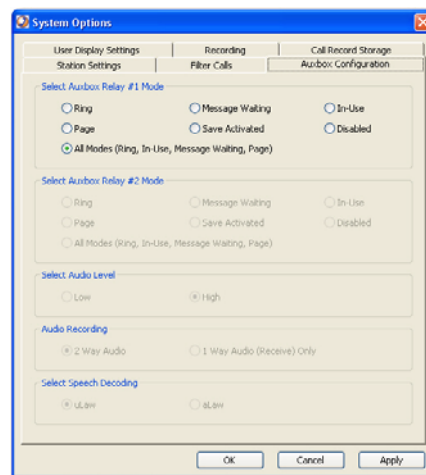 System Options
User Display Settings Recording Call Record Storage
Station Settings Filter Calls Auxbox Configuration
Select Auxbox Relay #1 Mode
Ring Message Waiting In-Use
Page Save Activated Disabled
All Modes (Ring, In-Use, Message Waiting, Page)
Select Auxbox Relay #2 Mode
Ring Message Waiting In-Use
Page Save Activated Disabled
All Modes (Ring, In-Use, Message Waiting, Page)
Select Audio Level
Low High
Audio Recording
2 Way Audio 1 Way Audio (Receive) Only
Select Speech Decoding
uLaw aLaw
OK Cancel Apply